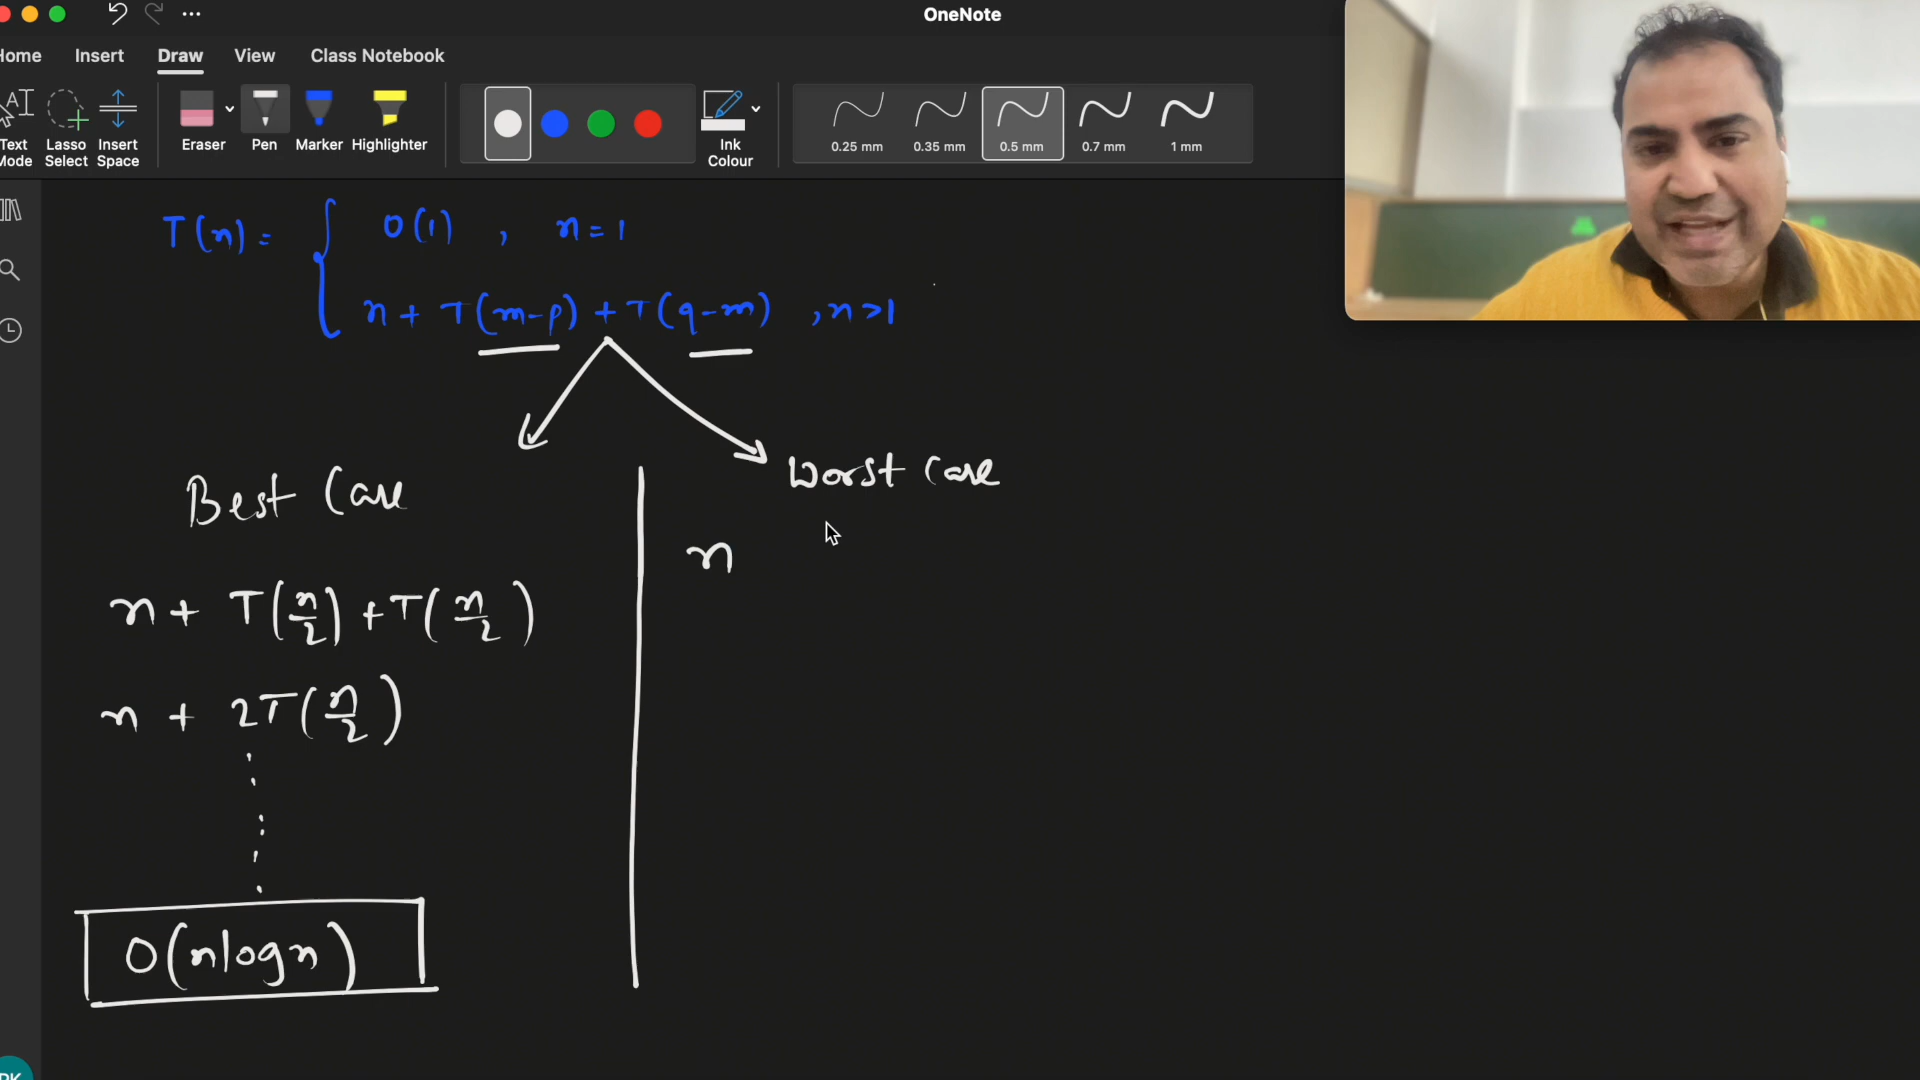 OneNote
Home Insert Draw View Class Notebook
Text Mode
Lasso Select
Insert Space
Eraser
Pen
Marker
Highlighter
Ink Colour
0.25 mm
0.35 mm
0.5 mm
0.7 mm
1 mm
T(n) = { O(1) , n=1
n + T(m-p) + T(q-m) , n>1
Best Case
Worst Case
n
n + T(n/2) + T(n/2)
n + 2T(n/2)
O(nlogn)